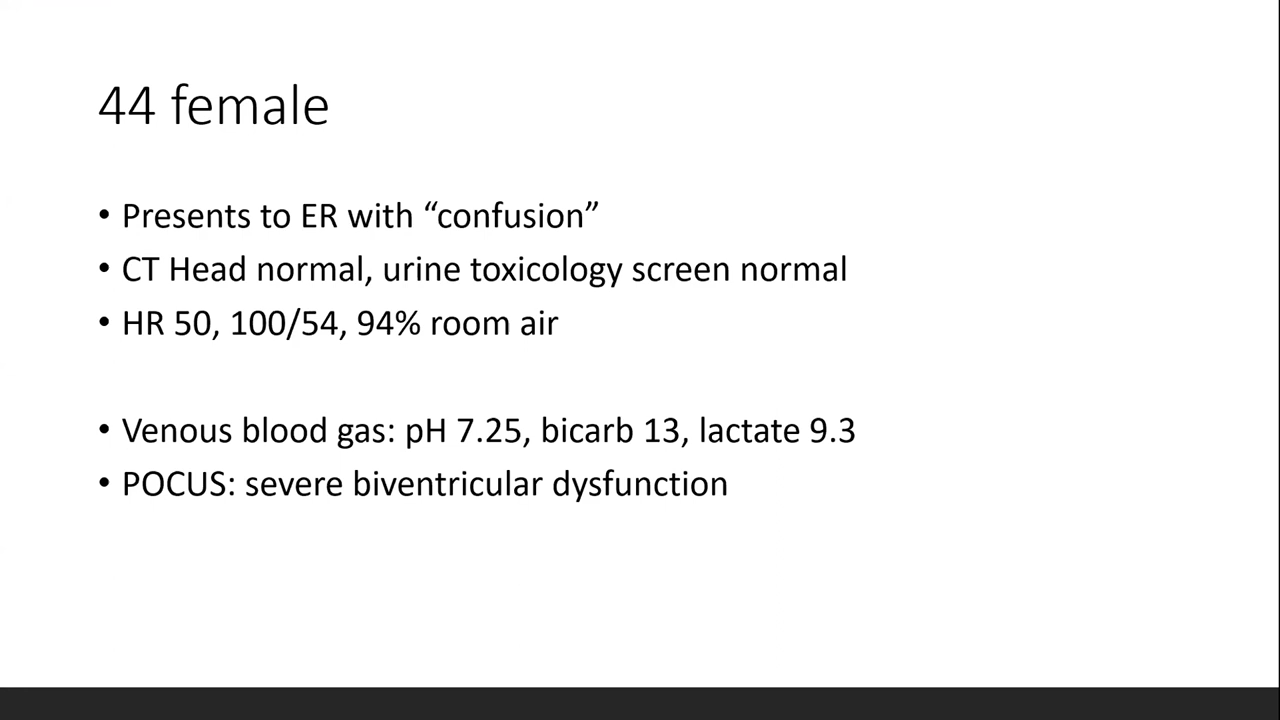 44 female
• Presents to ER with “confusion”
• CT Head normal, urine toxicology screen normal
• HR 50, 100/54, 94% room air
• Venous blood gas: pH 7.25, bicarb 13, lactate 9.3
• POCUS: severe biventricular dysfunction